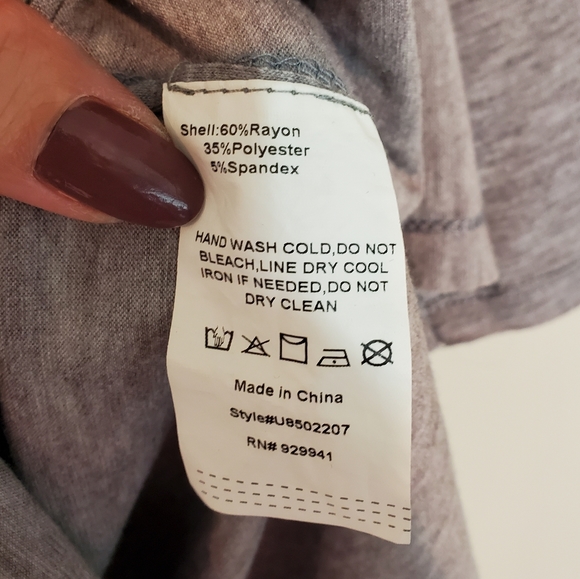 Shell:60%Rayon
35%Polyester
5%Spandex
HAND WASH COLD,DO NOT
BLEACH,LINE DRY COOL
IRON IF NEEDED,DO NOT
DRY CLEAN
Made in China
Style#U8502207
RN# 929941